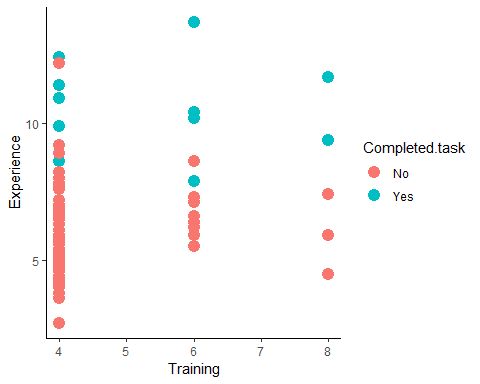 Experience
10
5
4
5
6
7
8
Training
Completed.task
No
Yes